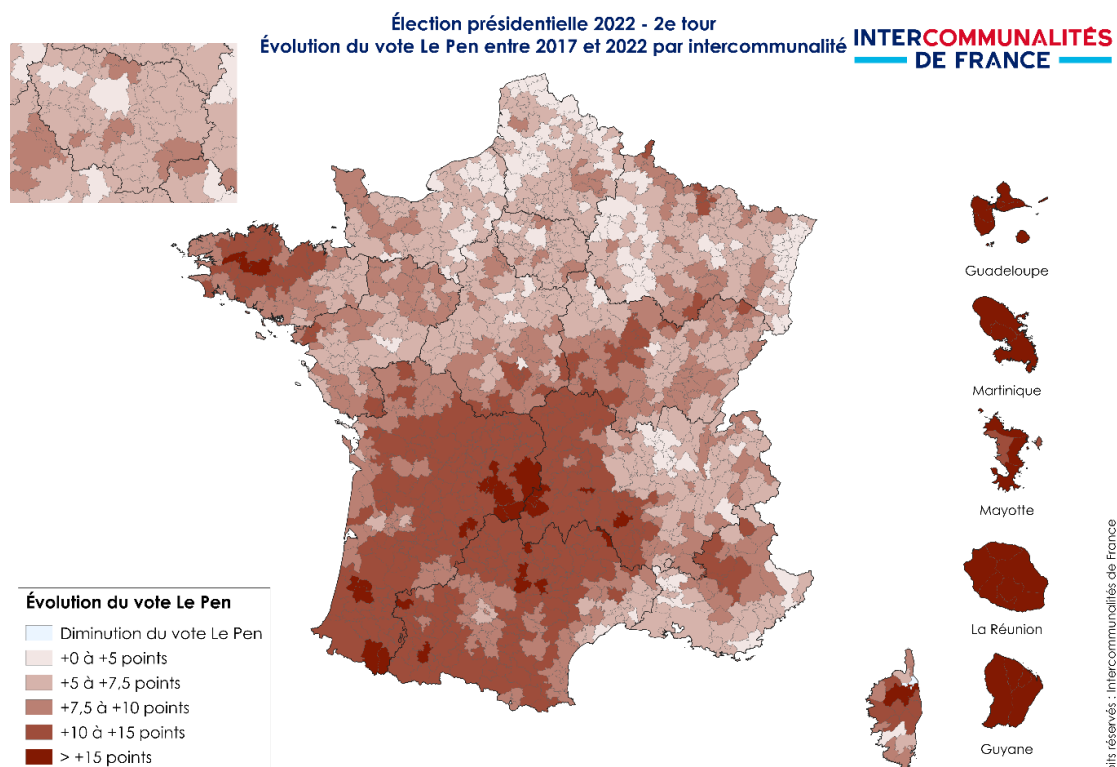 Élection présidentielle 2022 - 2e tour
Évolution du vote Le Pen entre 2017 et 2022 par intercommunalité
INTERCOMMUNALITÉS
DE FRANCE
Guadeloupe
Martinique
Mayotte
La Réunion
Guyane
Évolution du vote Le Pen
Diminution du vote Le Pen
+0 à +5 points
+5 à +7,5 points
+7,5 à +10 points
+10 à +15 points
> +15 points
réservés : Intercommunalités de France